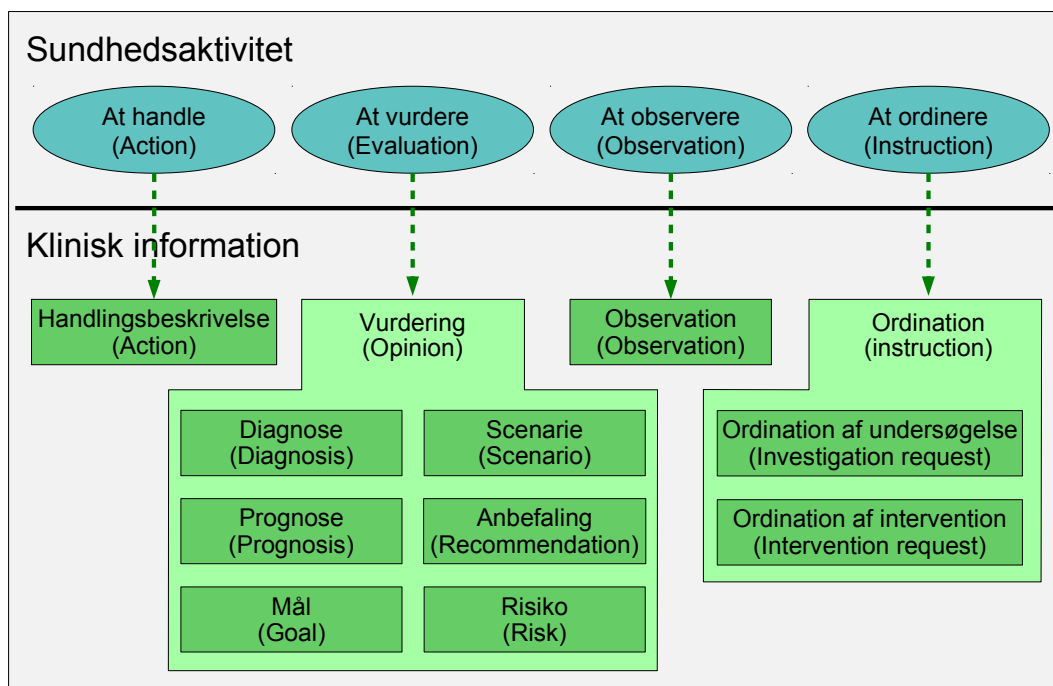 Sundhedsaktivitet
At handle
(Action)
At vurdere
(Evaluation)
At observere
(Observation)
At ordinere
(Instruction)
Klinisk information
Handlingsbeskrivelse
(Action)
Vurdering
(Opinion)
Observation
(Observation)
Ordination
(instruction)
Diagnose
(Diagnosis)
Scenarie
(Scenario)
Prognose
(Prognosis)
Anbefaling
(Recommendation)
Mål
(Goal)
Risiko
(Risk)
Ordination af undersøgelse
(Investigation request)
Ordination af intervention
(Intervention request)